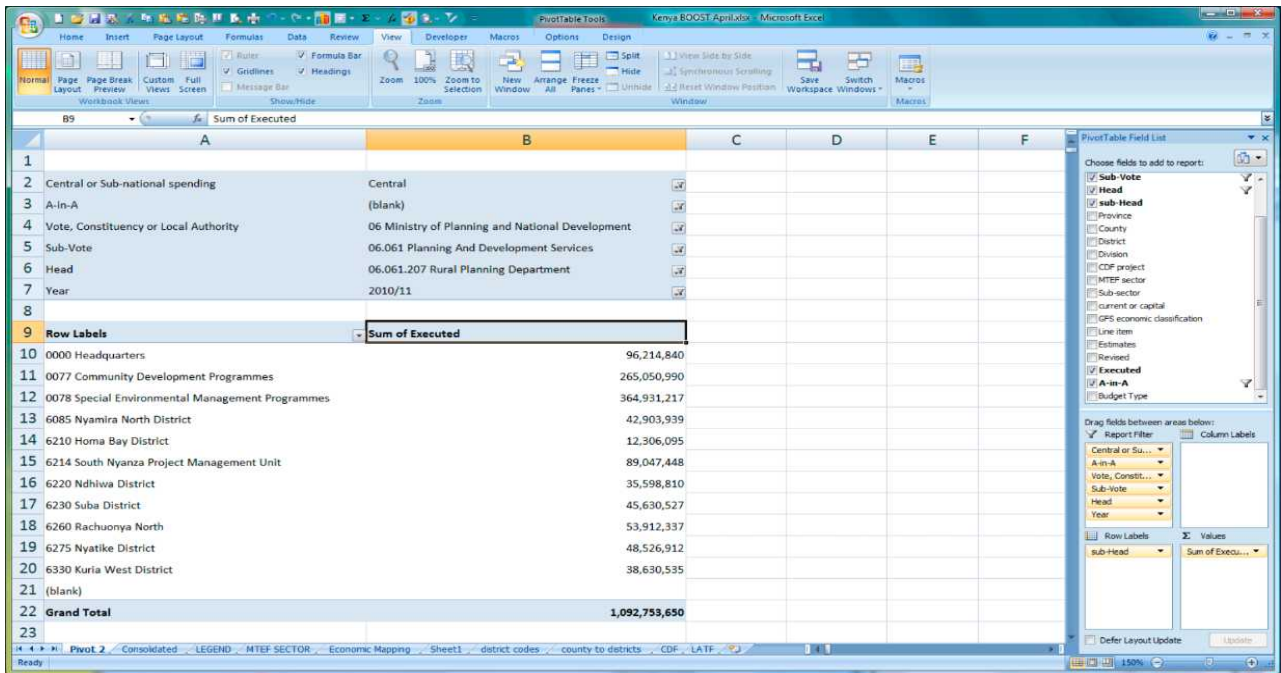 PivotTable Tools Kenya BOOST April.xlsx - Microsoft Excel
Home Insert Page Layout Formulas Data Review View Developer Macros Options Design
Ruler Formula Bar Split View Side by Side
Gridlines Headings Hide Synchronous Scrolling
Message Bar Unhide Reset Window Position
Normal Page Layout Page Break Preview Custom Views Full Screen Zoom 100% Zoom to Selection New Window Arrange All Freeze Panes Save Workspace Switch Windows Macros
Workbook Views Show/Hide Zoom Window Macros
B9 fx Sum of Executed
A B C D E F
1
2 Central or Sub-national spending Central
3 A-in-A (blank)
4 Vote, Constituency or Local Authority 06 Ministry of Planning and National Development
5 Sub-Vote 06.061 Planning And Development Services
6 Head 06.061.207 Rural Planning Department
7 Year 2010/11
8
9 Row Labels Sum of Executed
10 0000 Headquarters 96,214,840
11 0077 Community Development Programmes 265,050,990
12 0078 Special Environmental Management Programmes 364,931,217
13 6085 Nyamira North District 42,903,939
14 6210 Homa Bay District 12,306,095
15 6214 South Nyanza Project Management Unit 89,047,448
16 6220 Ndhiwa District 35,598,810
17 6230 Suba District 45,630,527
18 6260 Rachuonya North 53,912,337
19 6275 Nyatike District 48,526,912
20 6330 Kuria West District 38,630,535
21 (blank)
22 Grand Total 1,092,753,650
23
Pivot 2 Consolidated LEGEND MTEF SECTOR Economic Mapping Sheet1 district codes county to dstricts CDF LATF
Ready 150%
PivotTable Field List
Choose fields to add to report:
Sub-Vote
Head
sub-Head
Province
County
District
Division
CDF project
MTEF sector
Sub-sector
current or capital
GFS economic classification
Line item
Estimates
Revised
Executed
A-in-A
Budget Type
Drag fields between areas below:
Report Filter Column Labels
Central or Su...
A-in-A
Vote, Constit...
Sub-Vote
Head
Year
Row Labels Σ Values
sub-Head Sum of Execu...
Defer Layout Update Update